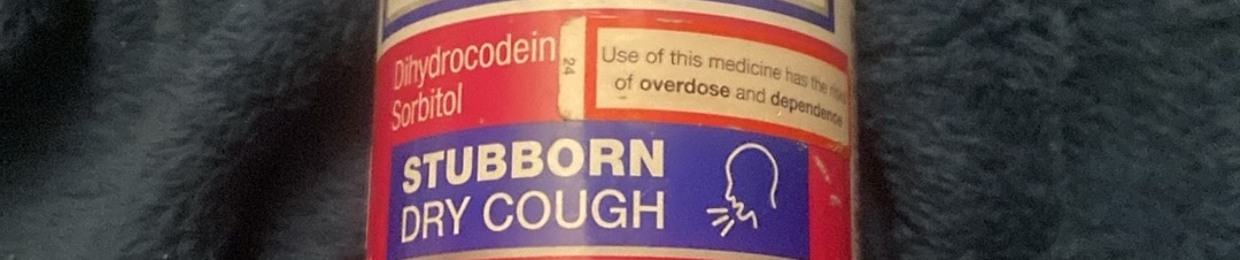 Dihydrocodein
Sorbitol
24
Use of this medicine has the
of overdose and dependence
STUBBORN
DRY COUGH